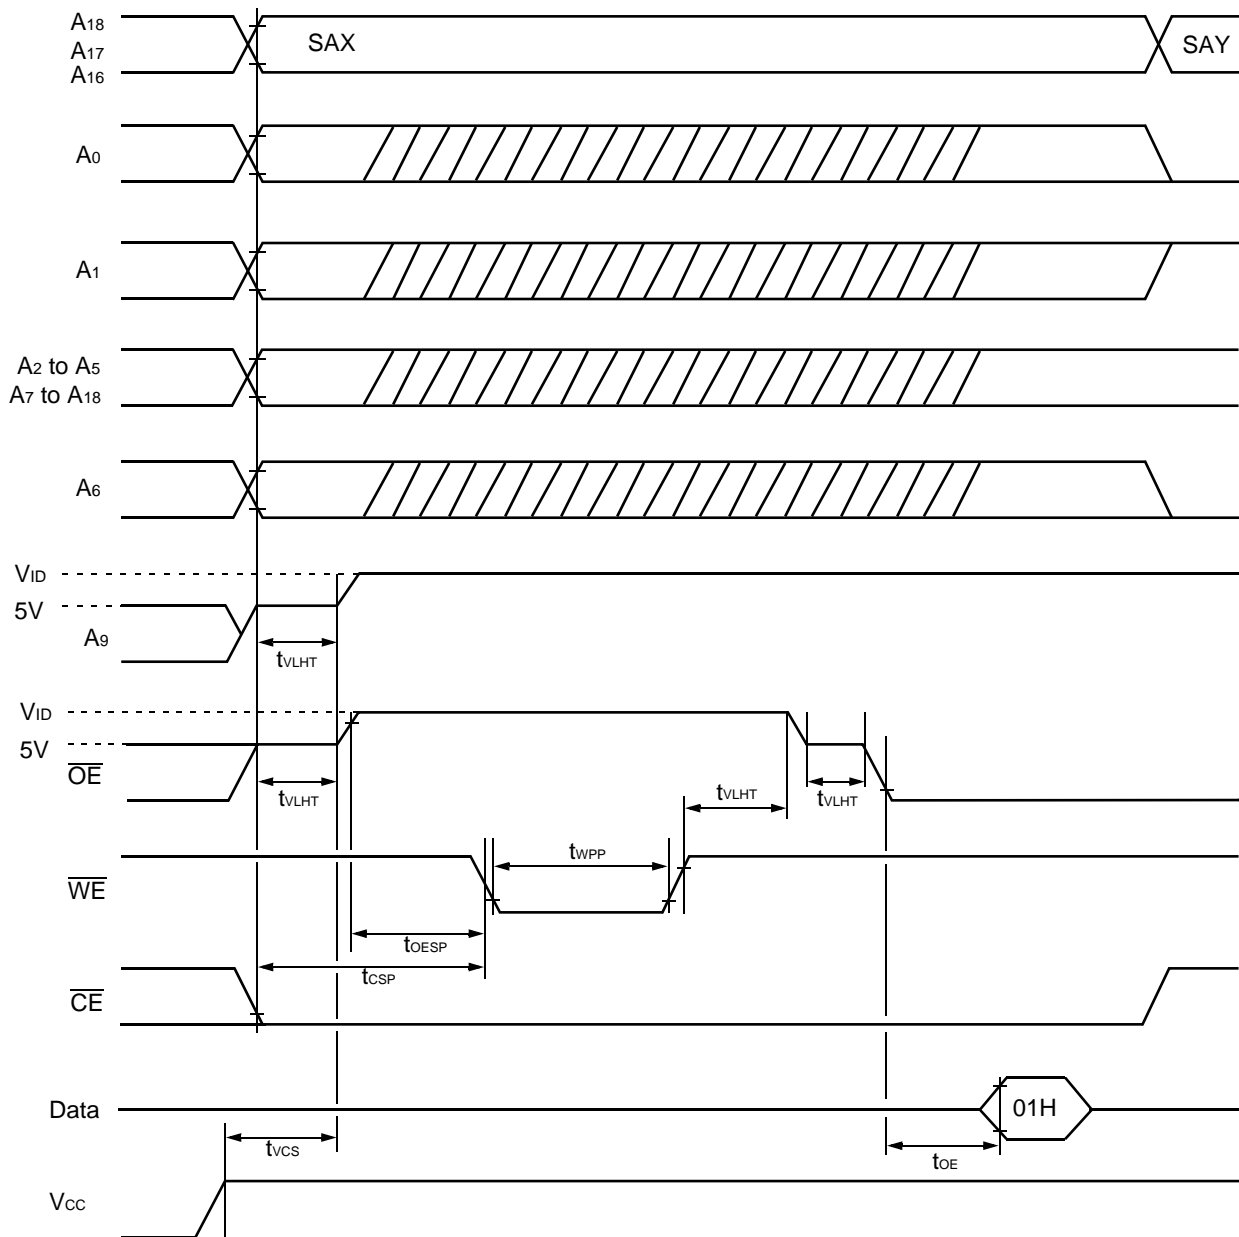 A18
SAX
SAY
A17
A16
A0
A1
A2 to A5
A7 to A18
A6
VID
5V
A9
tVLHT
VID
5V
OE
tVLHT
tVLHT
tVLHT
tWPP
WE
tOESP
tCSP
CE
Data
01H
tVCS
tOE
VCC